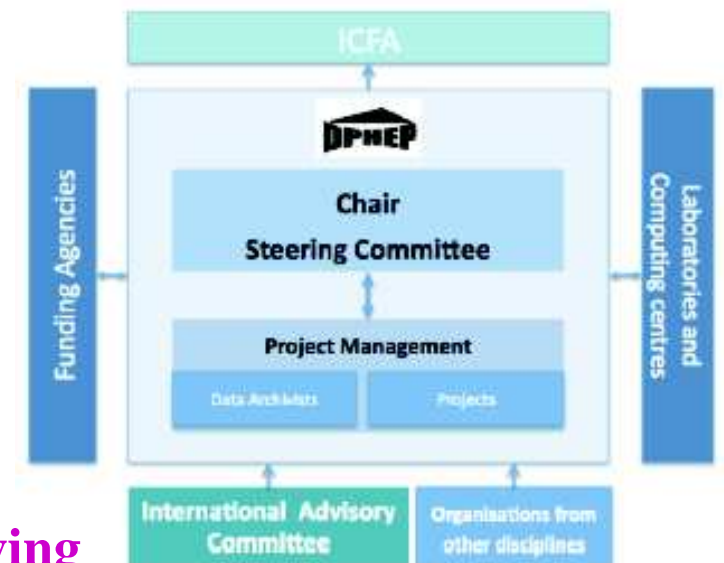 ICFA
DPHEP
Chair
Steering Committee
Funding Agencies
Laboratories and
Computing centres
Project Management
Data Archivists
Projects
International Advisory
Committee
Organisations from
other disciplines